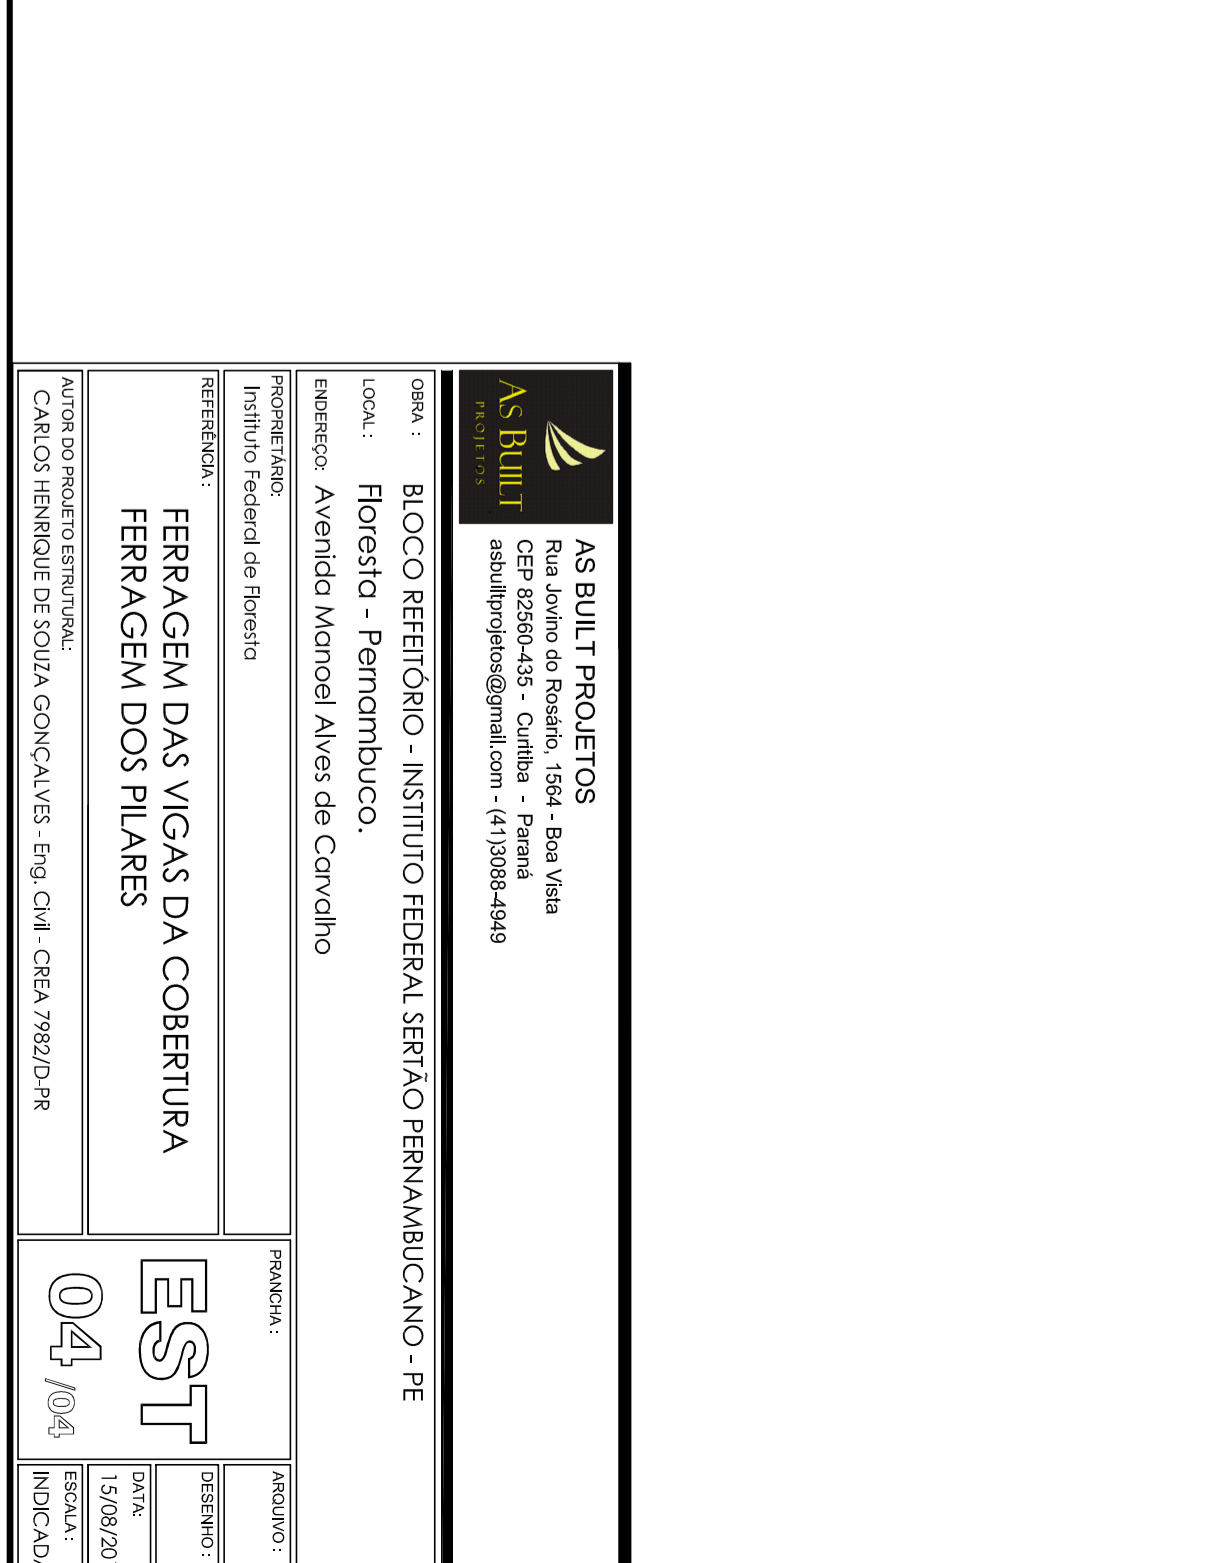 AS BUILT
PROJETOS
AS BUILT PROJETOS
Rua Jovino do Rosário, 1564 - Boa Vista
CEP 82560-435 - Curitiba - Paraná
asbuiltprojetos@gmail.com - (41)3088-4949
OBRA : BLOCO REFEITÓRIO - INSTITUTO FEDERAL SERTÃO PERNAMBUCANO - PE
LOCAL : Floresta - Pernambuco.
ENDEREÇO: Avenida Manoel Alves de Carvalho
PROPRIETÁRIO:
Instituto Federal de Floresta
REFERÊNCIA :
FERRAGEM DAS VIGAS DA COBERTURA
FERRAGEM DOS PILARES
AUTOR DO PROJETO ESTRUTURAL:
CARLOS HENRIQUE DE SOUZA GONÇALVES - Eng. Civil - CREA 7982/D-PR
PRANCHA :
EST
04 /04
ARQUIVO :
DESENHO :
DATA:
15/08/20
ESCALA :
INDICADA